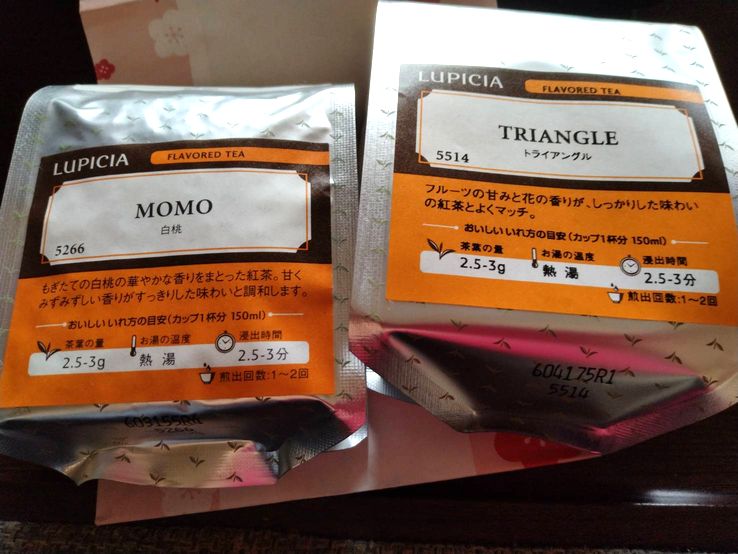 LUPICIA FLAVORED TEA
MOMO
白桃
5266
もぎたての白桃の華やかな香りをまとった紅茶。甘く
みずみずしい香りがすっきりした味わいと調和します。
おいしいいれ方の目安(カップ1杯分 150ml)
茶葉の量 お湯の温度 浸出時間
2.5-3g 熱湯 2.5-3分
煎出回数:1〜2回
5266
LUPICIA FLAVORED TEA
TRIANGLE
トライアングル
5514
フルーツの甘みと花の香りが、しっかりした味わい
の紅茶とよくマッチ。
おいしいいれ方の目安(カップ1杯分 150ml)
茶葉の量 お湯の温度 浸出時間
2.5-3g 熱湯 2.5-3分
煎出回数:1〜2回
604175R1
5514